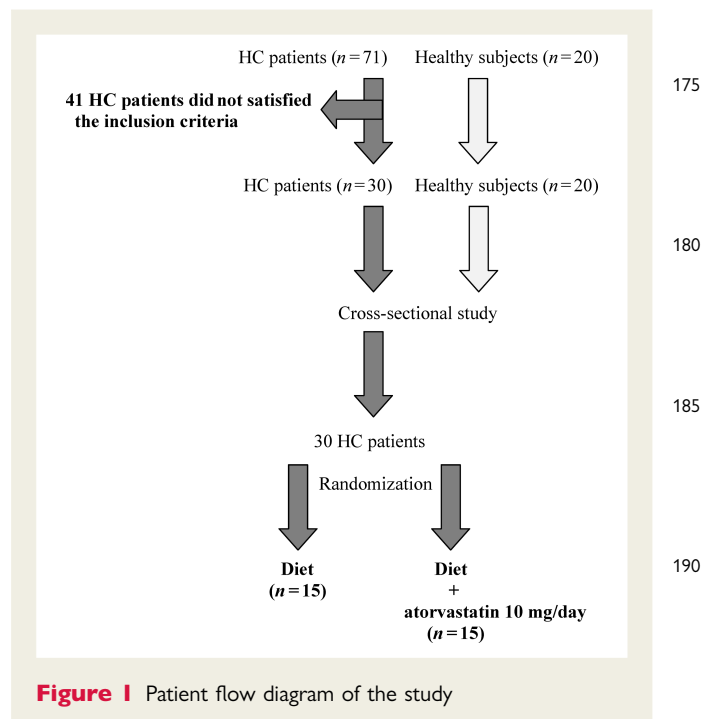 HC patients (n=71) Healthy subjects (n=20)
175
41 HC patients did not satisfied
the inclusion criteria
HC patients (n=30) Healthy subjects (n=20)
180
Cross-sectional study
185
30 HC patients
Randomization
190
Diet
(n=15)
Diet
+
atorvastatin 10 mg/day
(n=15)
Figure 1 Patient flow diagram of the study